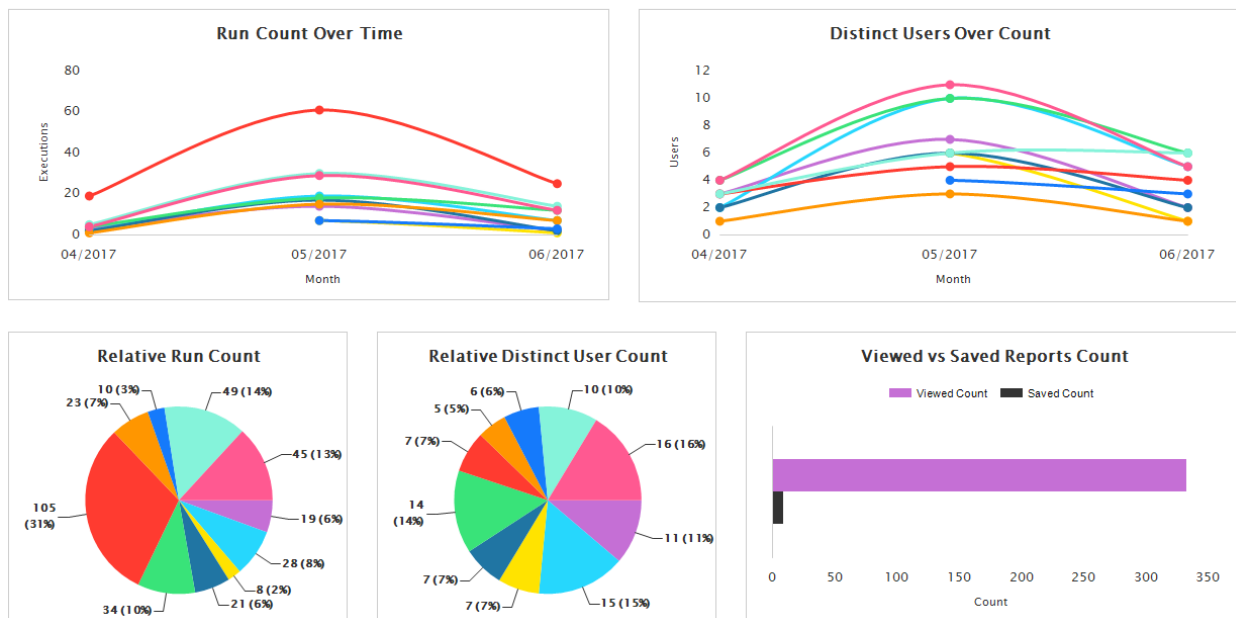 Run Count Over Time
80
60
40
20
0
Executions
04/2017 05/2017 06/2017
Month
Distinct Users Over Count
12
10
8
6
4
2
0
Users
04/2017 05/2017 06/2017
Month
Relative Run Count
10 (3%)
49 (14%)
23 (7%)
45 (13%)
105
(31%)
19 (6%)
28 (8%)
8 (2%)
21 (6%)
34 (10%)
Relative Distinct User Count
6 (6%)
10 (10%)
5 (5%)
7 (7%)
16 (16%)
14
(14%)
11 (11%)
7 (7%)
7 (7%)
15 (15%)
Viewed vs Saved Reports Count
Viewed Count Saved Count
0 50 100 150 200 250 300 350
Count